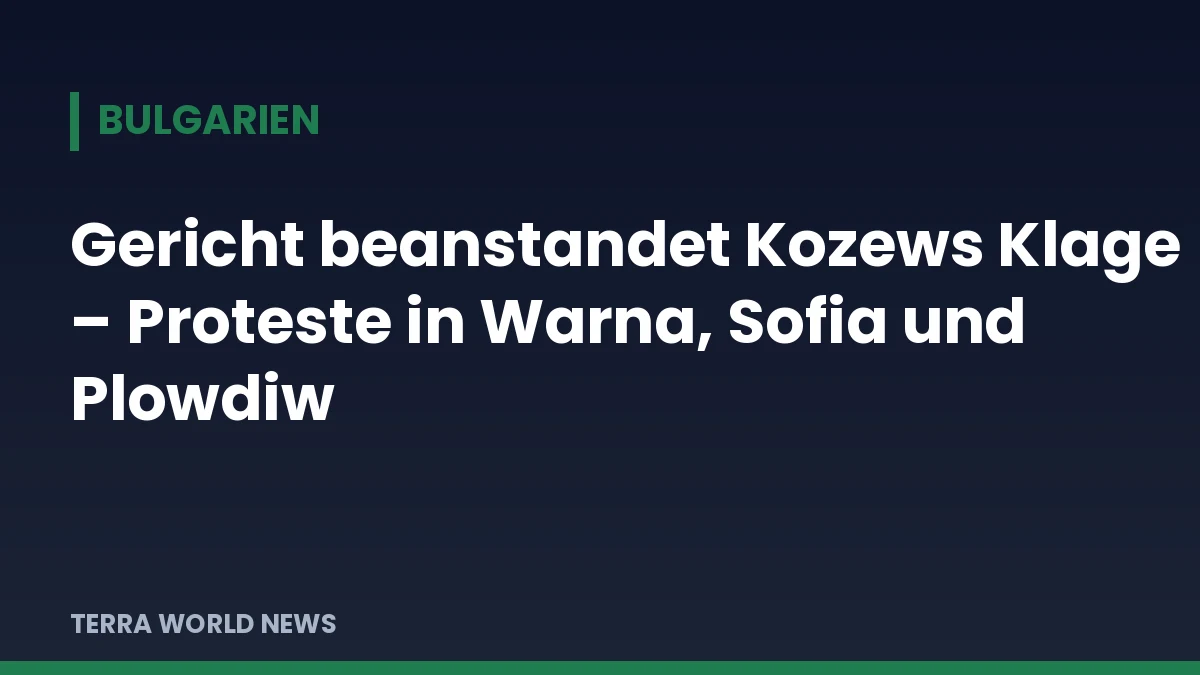 BULGARIEN
Gericht beanstandet Kozews Klage
– Proteste in Warna, Sofia und
Plowdiw
TERRA WORLD NEWS